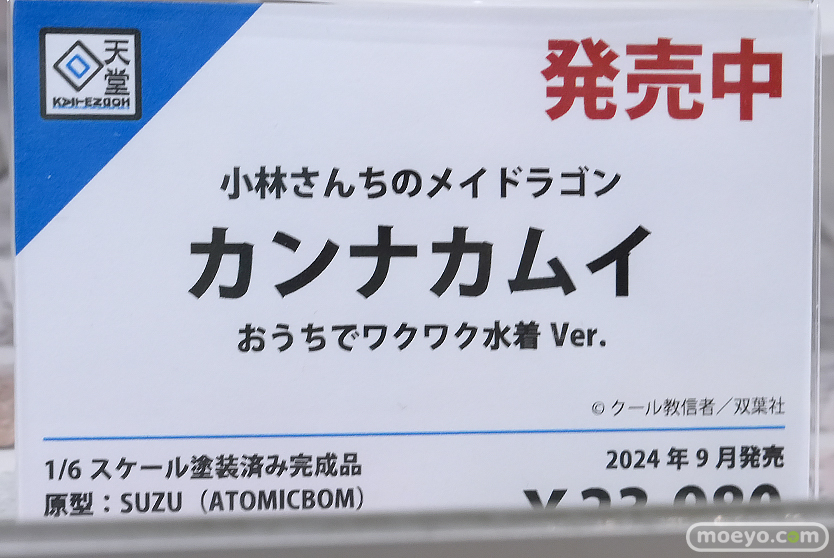 天堂
KAITENDOH
発売中
小林さんちのメイドラゴン
カンナカムイ
おうちでワクワク水着 Ver.
© クール教信者／双葉社
1/6 スケール塗装済み完成品
2024 年 9 月発売
原型：SUZU（ATOMICBOM）
¥ 23,980
moeyo.com